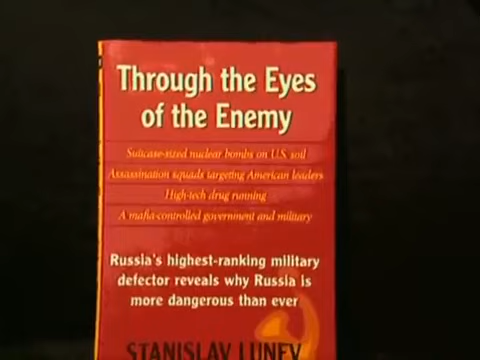 Through the Eyes
of the Enemy
Suitcase-sized nuclear bombs on U.S. soil
Assassination squads targeting American leaders
High-tech drug running
A mafia-controlled government and military
Russia's highest-ranking military
defector reveals why Russia is
more dangerous than ever
STANISLAV LUNEV